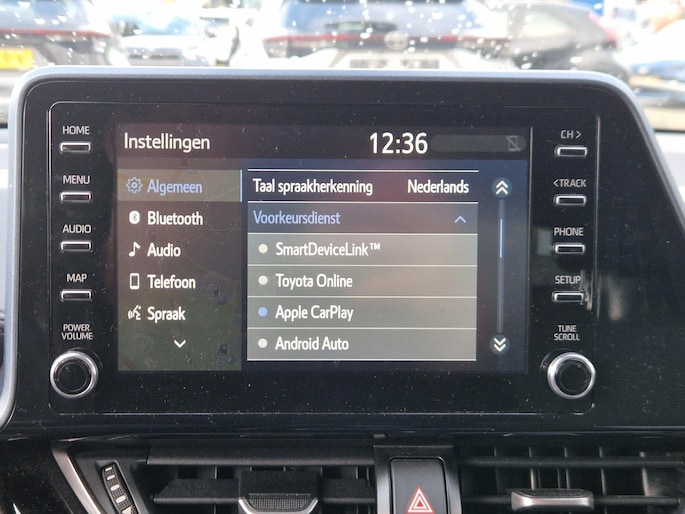 HOME
MENU
AUDIO
MAP
POWER
VOLUME
Instellingen
12:36
Algemeen
Bluetooth
Audio
Telefoon
Spraak
Taal spraakherkenning Nederlands
Voorkeursdienst
SmartDeviceLink™
Toyota Online
Apple CarPlay
Android Auto
CH >
< TRACK
PHONE
SETUP
TUNE
SCROLL